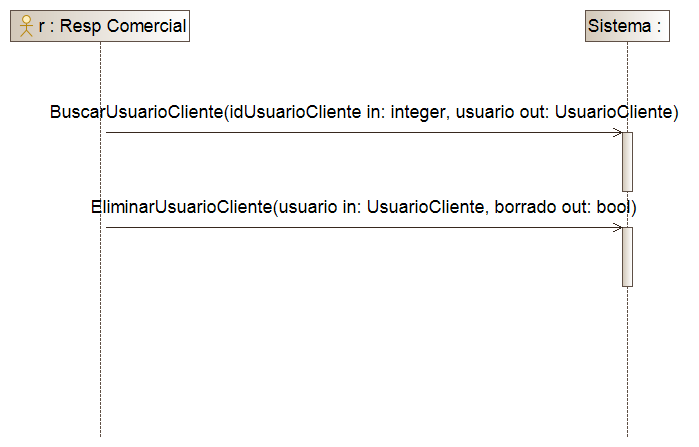 r : Resp Comercial
Sistema :
BuscarUsuarioCliente(idUsuarioCliente in: integer, usuario out: UsuarioCliente)
EliminarUsuarioCliente(usuario in: UsuarioCliente, borrado out: bool)